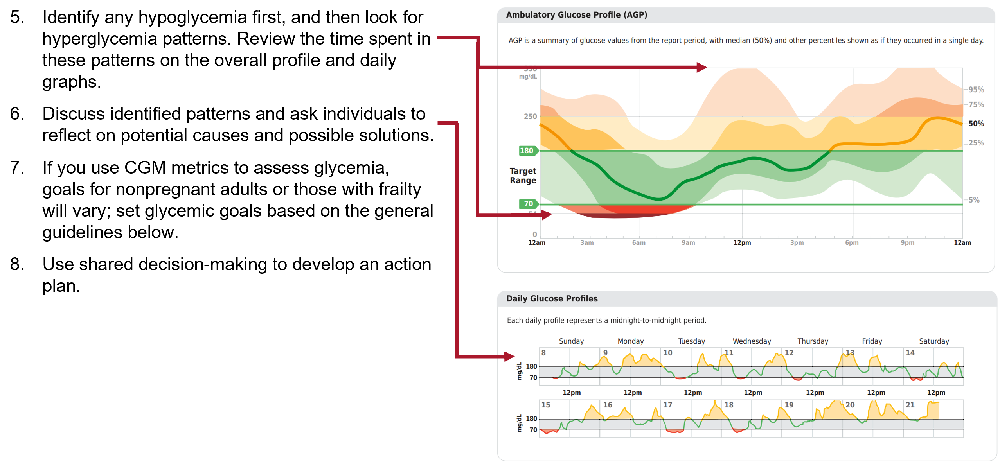 5. Identify any hypoglycemia first, and then look for
hyperglycemia patterns. Review the time spent in
these patterns on the overall profile and daily
graphs.
6. Discuss identified patterns and ask individuals to
reflect on potential causes and possible solutions.
7. If you use CGM metrics to assess glycemia,
goals for nonpregnant adults or those with frailty
will vary; set glycemic goals based on the general
guidelines below.
8. Use shared decision-making to develop an action
plan.
Ambulatory Glucose Profile (AGP)
AGP is a summary of glucose values from the report period, with median (50%) and other percentiles shown as if they occurred in a single day.
350
mg/dL
250
180
Target
Range
70
54
0
95%
75%
50%
25%
5%
12am 3am 6am 9am 12pm 3pm 6pm 9pm 12am
Daily Glucose Profiles
Each daily profile represents a midnight-to-midnight period.
Sunday Monday Tuesday Wednesday Thursday Friday Saturday
8 9 10 11 12 13 14
mg/dL
180
70
12pm 12pm 12pm 12pm 12pm 12pm 12pm
15 16 17 18 19 20 21
mg/dL
180
70